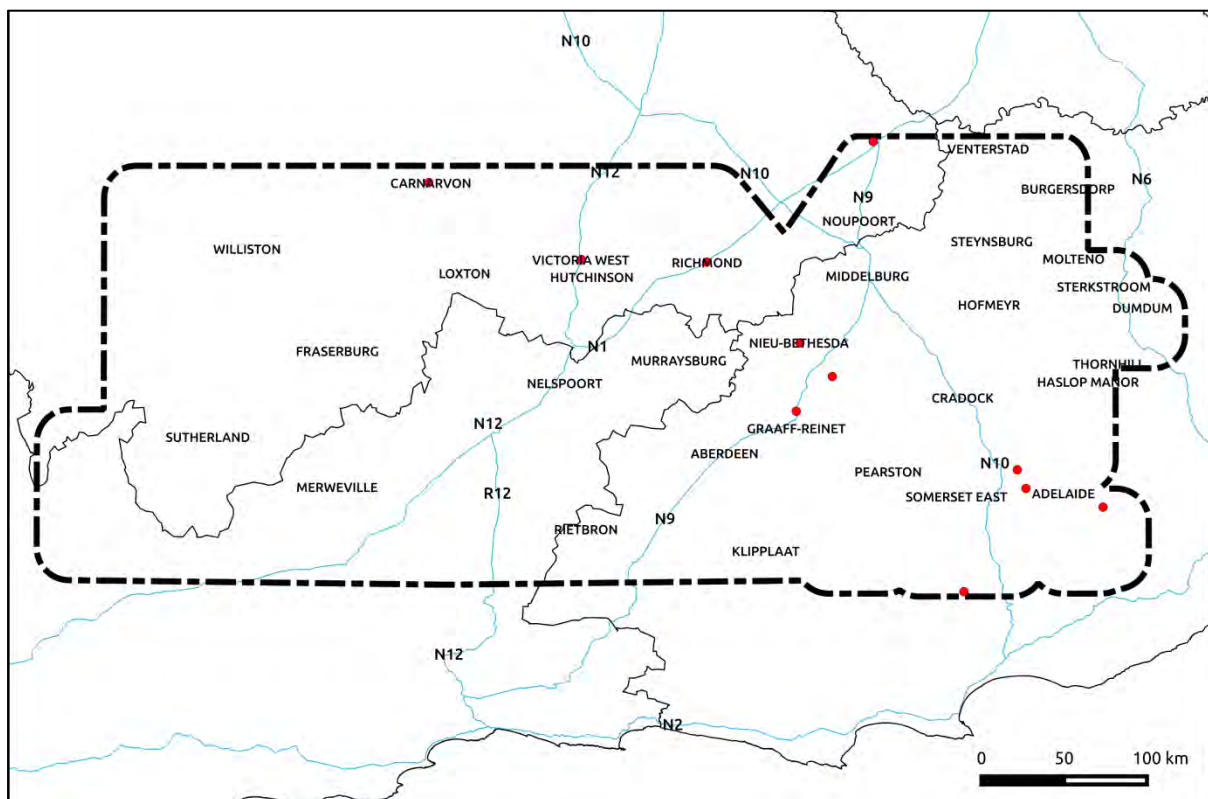 N10
VENTERSTAD
N12
N10
N6
CARNARVON
BURGERSDORP
N9
NOUPOORT
WILLISTON
STEYNSBURG
VICTORIA WEST
RICHMOND
MOLTENO
LOXTON
HUTCHINSON
MIDDELBURG
STERKSTROOM
HOFMEYR
DUMDUM
FRASERBURG
N1
NIEU-BETHESDA
MURRAYSBURG
THORNHILL
NELSPOORT
HASLOP MANOR
CRADOCK
SUTHERLAND
N12
GRAAFF-REINET
ABERDEEN
N10
PEARSTON
MERWEVILLE
R12
SOMERSET EAST
ADELAIDE
RIETBRON
N9
KLIPPLAAT
N12
N2
0 50 100 km